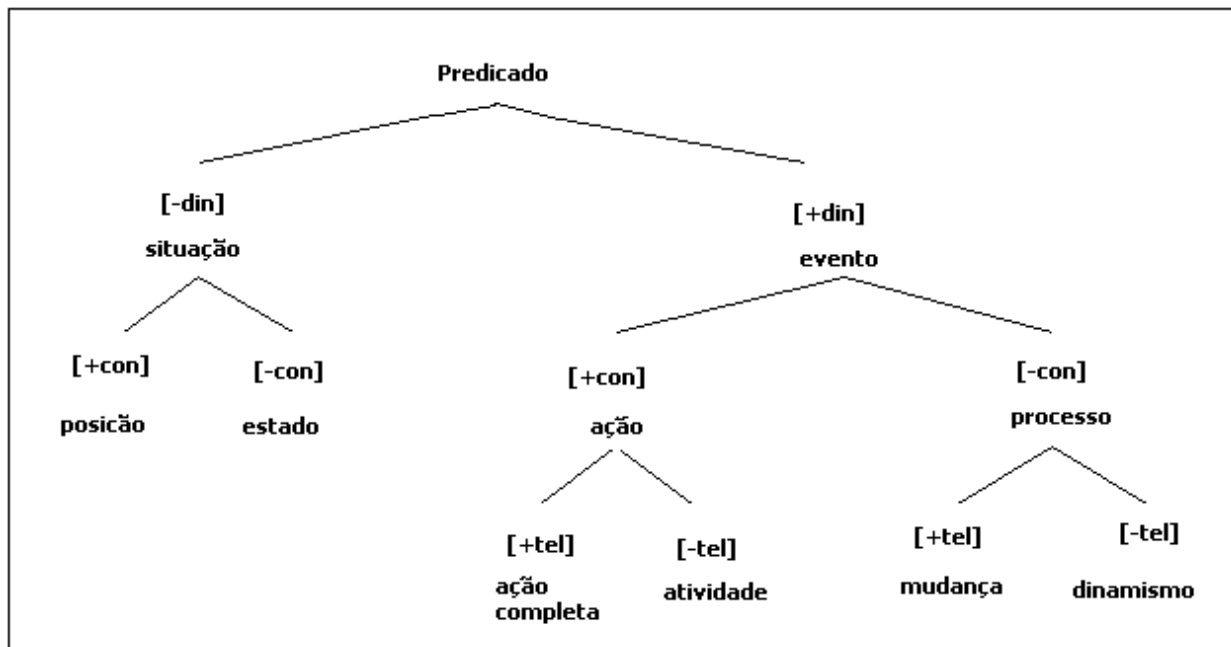 Predicado
[-din]
situação
[+din]
evento
[+con]
posicão
[-con]
estado
[+con]
ação
[-con]
processo
[+tel]
ação
completa
[-tel]
atividade
[+tel]
mudança
[-tel]
dinamismo